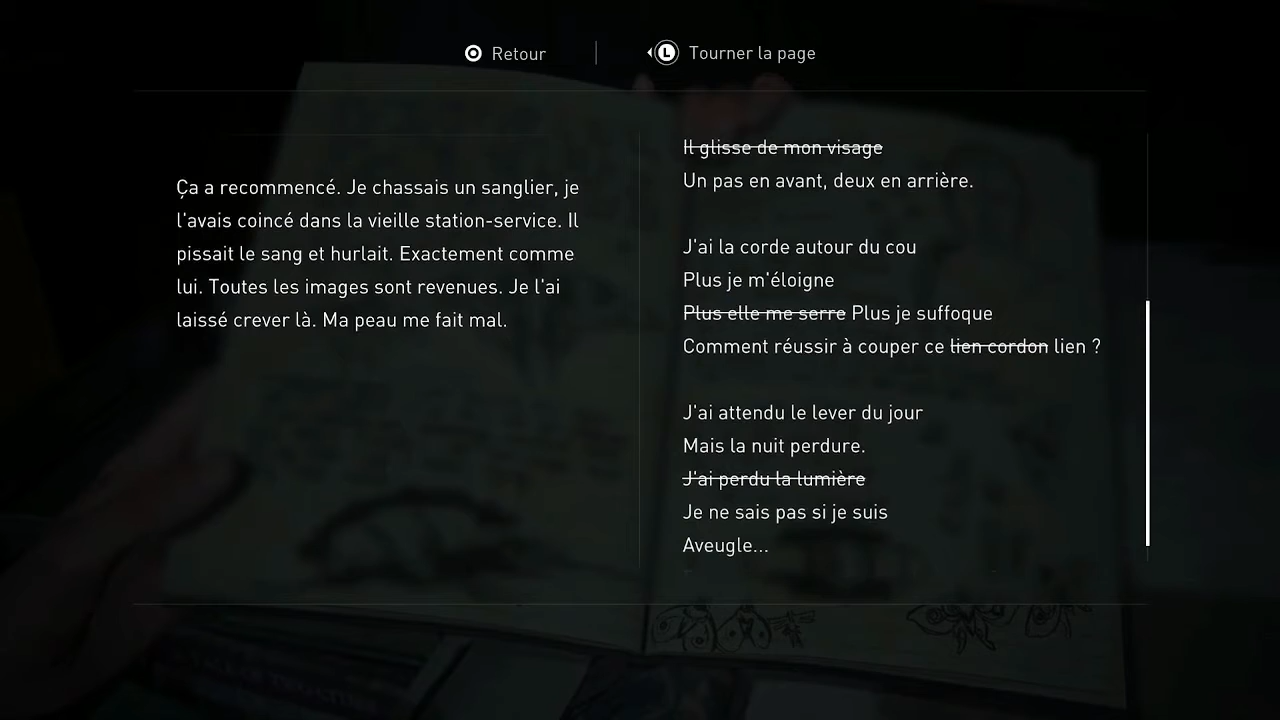 Retour
L Tourner la page
Ça a recommencé. Je chassais un sanglier, je
l'avais coincé dans la vieille station-service. Il
pissait le sang et hurlait. Exactement comme
lui. Toutes les images sont revenues. Je l'ai
laissé crever là. Ma peau me fait mal.
Il glisse de mon visage
Un pas en avant, deux en arrière.
J'ai la corde autour du cou
Plus je m'éloigne
Plus elle me serre Plus je suffoque
Comment réussir à couper ce lien cordon lien ?
J'ai attendu le lever du jour
Mais la nuit perdure.
J'ai perdu la lumière
Je ne sais pas si je suis
Aveugle...